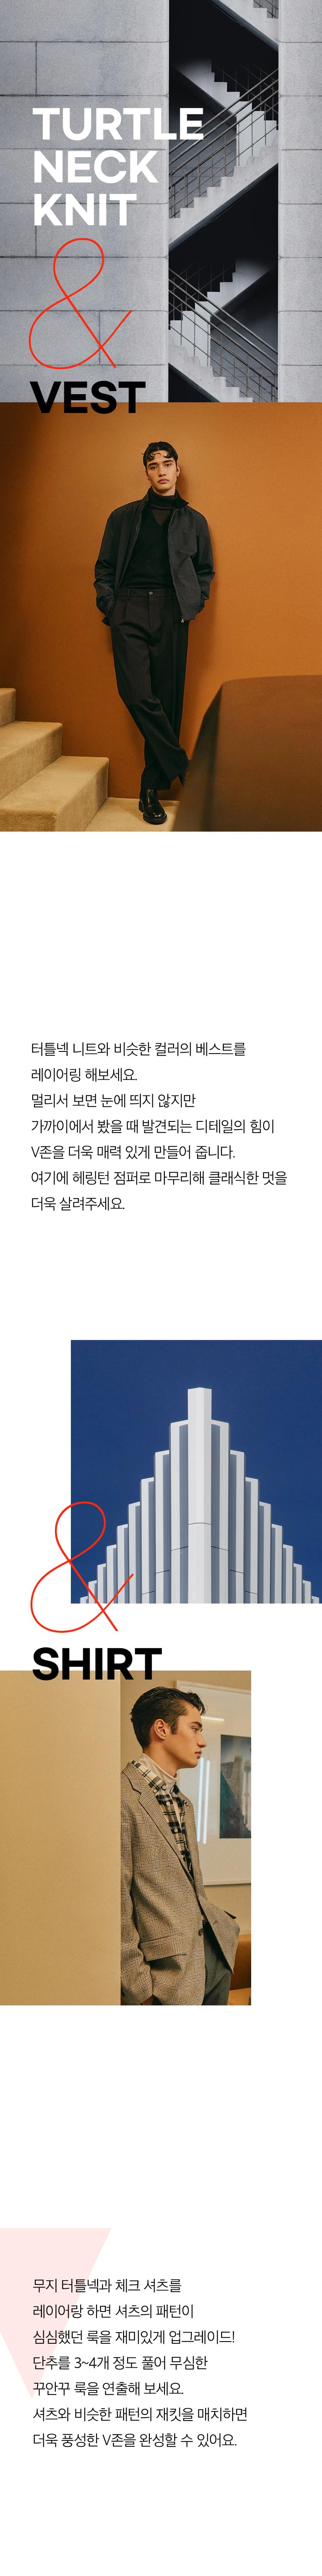 TURTLE
NECK
KNIT
&
VEST
터틀넥 니트와 비슷한 컬러의 베스트를
레이어링 해보세요.
멀리서 보면 눈에 띄지 않지만
가까이에서 봤을 때 발견되는 디테일의 힘이
V존을 더욱 매력 있게 만들어 줍니다.
여기에 헤링턴 점퍼로 마무리해 클래식한 멋을
더욱 살려주세요.
&
SHIRT
무지 터틀넥과 체크 셔츠를
레이어랑 하면 셔츠의 패턴이
심심했던 룩을 재미있게 업그레이드!
단추를 3~4개 정도 풀어 무심한
꾸안꾸 룩을 연출해 보세요.
셔츠와 비슷한 패턴의 재킷을 매치하면
더욱 풍성한 V존을 완성할 수 있어요.